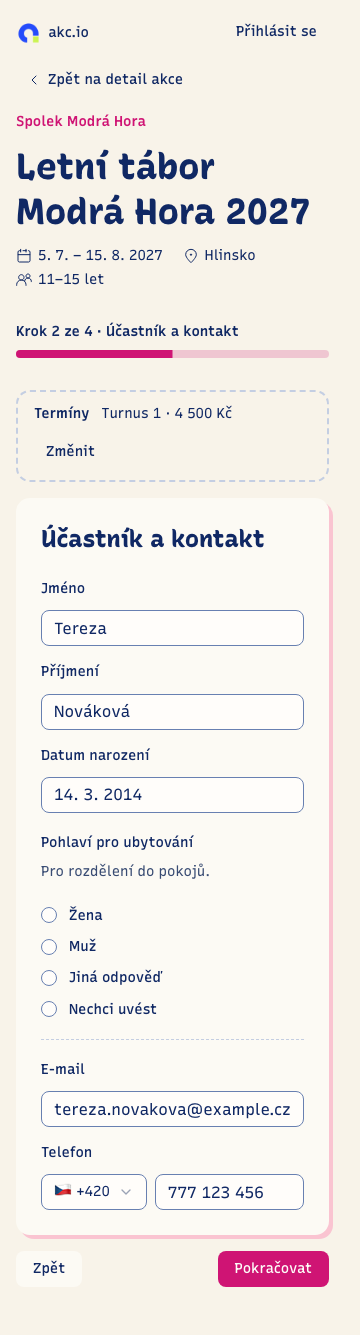 akc.io
Přihlásit se
Zpět na detail akce
Spolek Modrá Hora
Letní tábor
Modrá Hora 2027
5. 7. – 15. 8. 2027
Hlinsko
11–15 let
Krok 2 ze 4 · Účastník a kontakt
Termíny Turnus 1 · 4 500 Kč
Změnit
Účastník a kontakt
Jméno
Tereza
Příjmení
Nováková
Datum narození
14. 3. 2014
Pohlaví pro ubytování
Pro rozdělení do pokojů.
Žena
Muž
Jiná odpověď
Nechci uvést
E-mail
tereza.novakova@example.cz
Telefon
+420
777 123 456
Zpět
Pokračovat